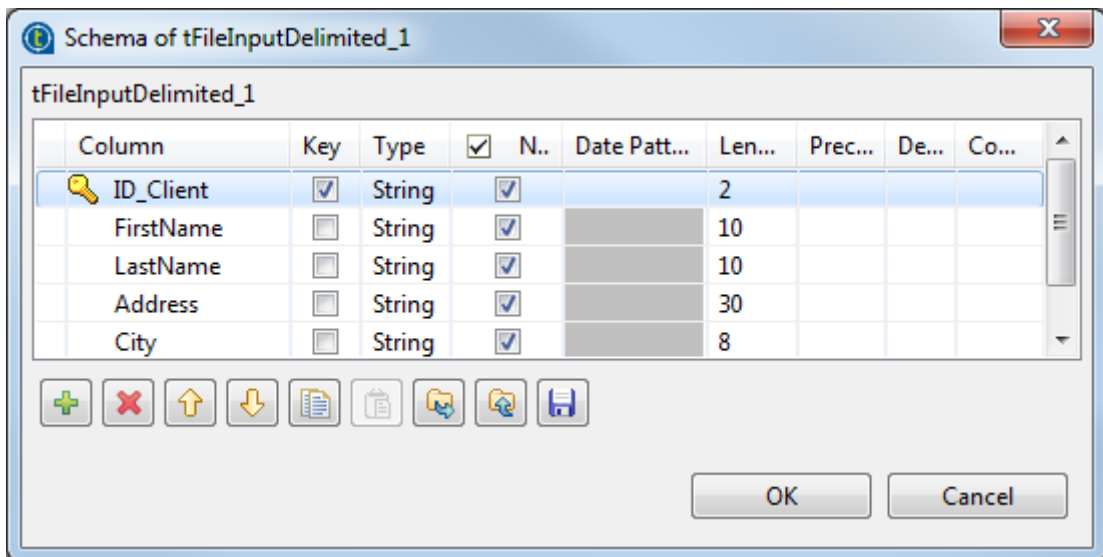 Schema of tFileInputDelimited_1
tFileInputDelimited_1
Column Key Type N.. Date Patt... Len... Prec... De... Co...
ID_Client String 2
FirstName String 10
LastName String 10
Address String 30
City String 8
OK Cancel